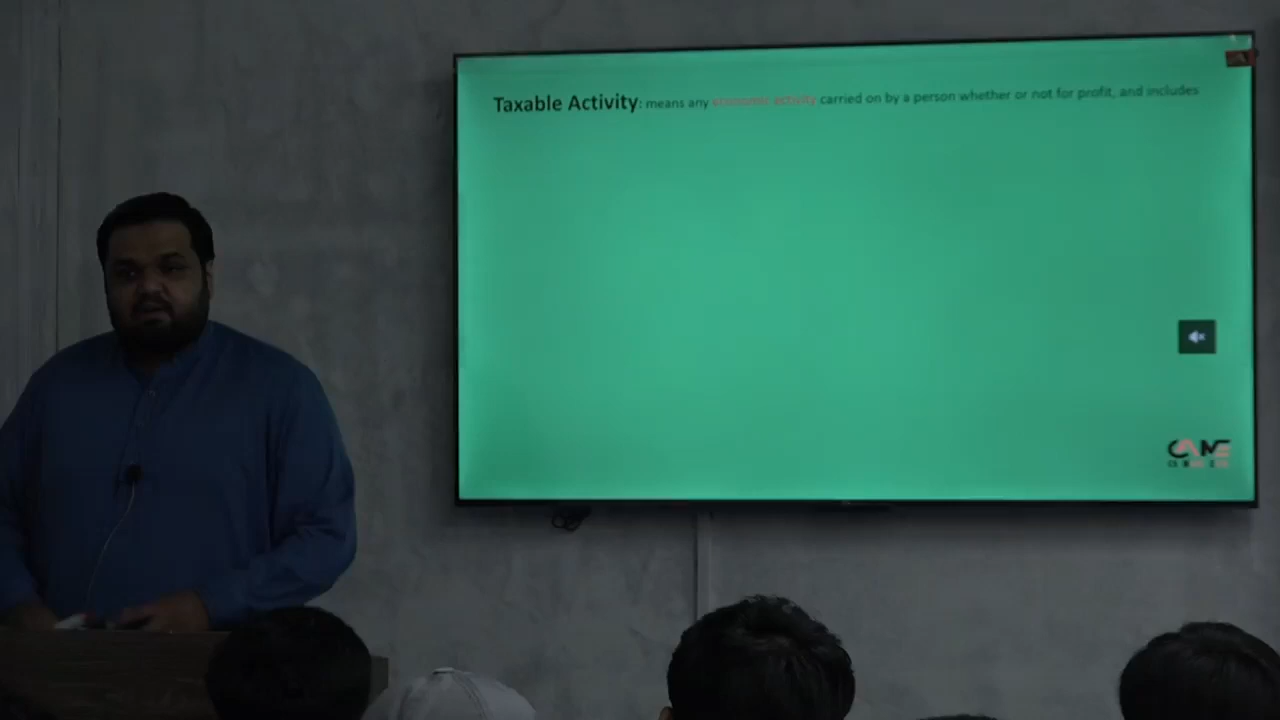 Taxable Activity: means any economic activity carried on by a person whether or not for profit, and includes